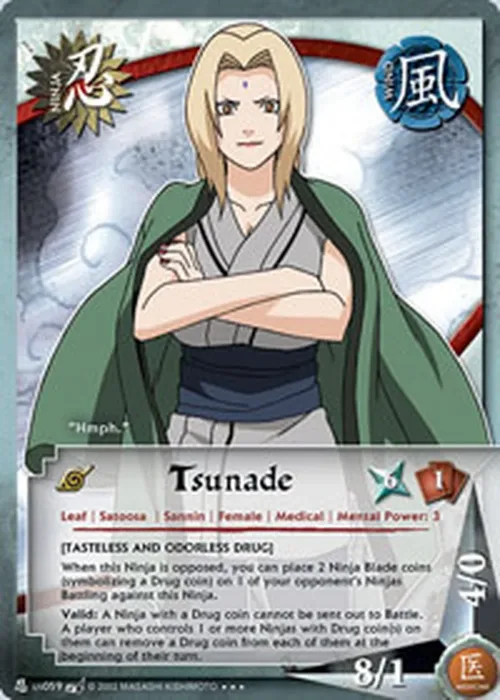 NINJA 忍
WIND 風
"Hmph."
Tsunade
6
1
Leaf | Satoosa | Sannin | Female | Medical | Mental Power: 3
[TASTELESS AND ODORLESS DRUG]
When this Ninja is opposed, you can place 2 Ninja Blade coins
(symbolizing a Drug coin) on 1 of your opponent's Ninjas
Battling against this Ninja.
Valid: A Ninja with a Drug coin cannot be sent out to Battle.
A player who controls 1 or more Ninjas with Drug coin(s) on
them can remove a Drug coin from each of them at the
beginning of their turn.
4/0
8/1
医
MEDICINE
059 © 2002 MASASHI KISHIMOTO